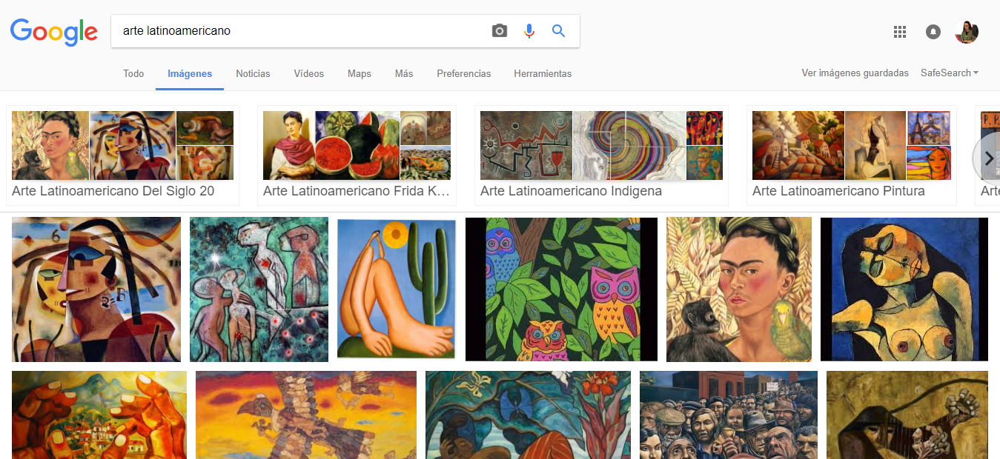 Google
arte latinoamericano
Todo Imágenes Noticias Vídeos Maps Más Preferencias Herramientas Ver imágenes guardadas SafeSearch
Arte Latinoamericano Del Siglo 20
Arte Latinoamericano Frida K...
Arte Latinoamericano Indigena
Arte Latinoamericano Pintura
Arte